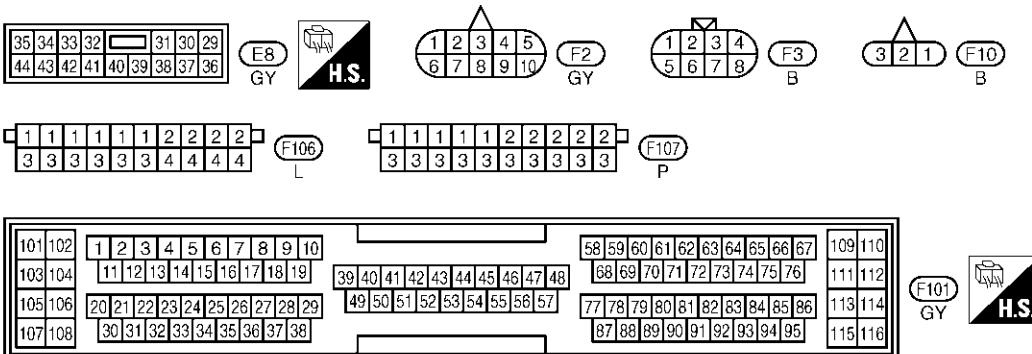 35 34 33 32 31 30 29
44 43 42 41 40 39 38 37 36
E8
GY
H.S.
1 2 3 4 5
6 7 8 9 10
F2
GY
1 2 3 4
5 6 7 8
F3
B
3 2 1
F10
B
1 1 1 1 1 1 2 2 2 2
3 3 3 3 3 3 4 4 4 4
F106
L
1 1 1 1 1 2 2 2 2 2
3 3 3 3 3 3 3 3 3 3
F107
P
101 102
103 104
105 106
107 108
1 2 3 4 5 6 7 8 9 10
11 12 13 14 15 16 17 18 19
20 21 22 23 24 25 26 27 28 29
30 31 32 33 34 35 36 37 38
39 40 41 42 43 44 45 46 47 48
49 50 51 52 53 54 55 56 57
58 59 60 61 62 63 64 65 66 67
68 69 70 71 72 73 74 75 76
77 78 79 80 81 82 83 84 85 86
87 88 89 90 91 92 93 94 95
109 110
111 112
113 114
115 116
F101
GY
H.S.